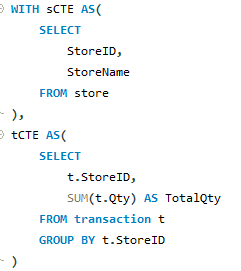 WITH sCTE AS(
SELECT
StoreID,
StoreName
FROM store
),
tCTE AS(
SELECT
t.StoreID,
SUM(t.Qty) AS TotalQty
FROM transaction t
GROUP BY t.StoreID
)